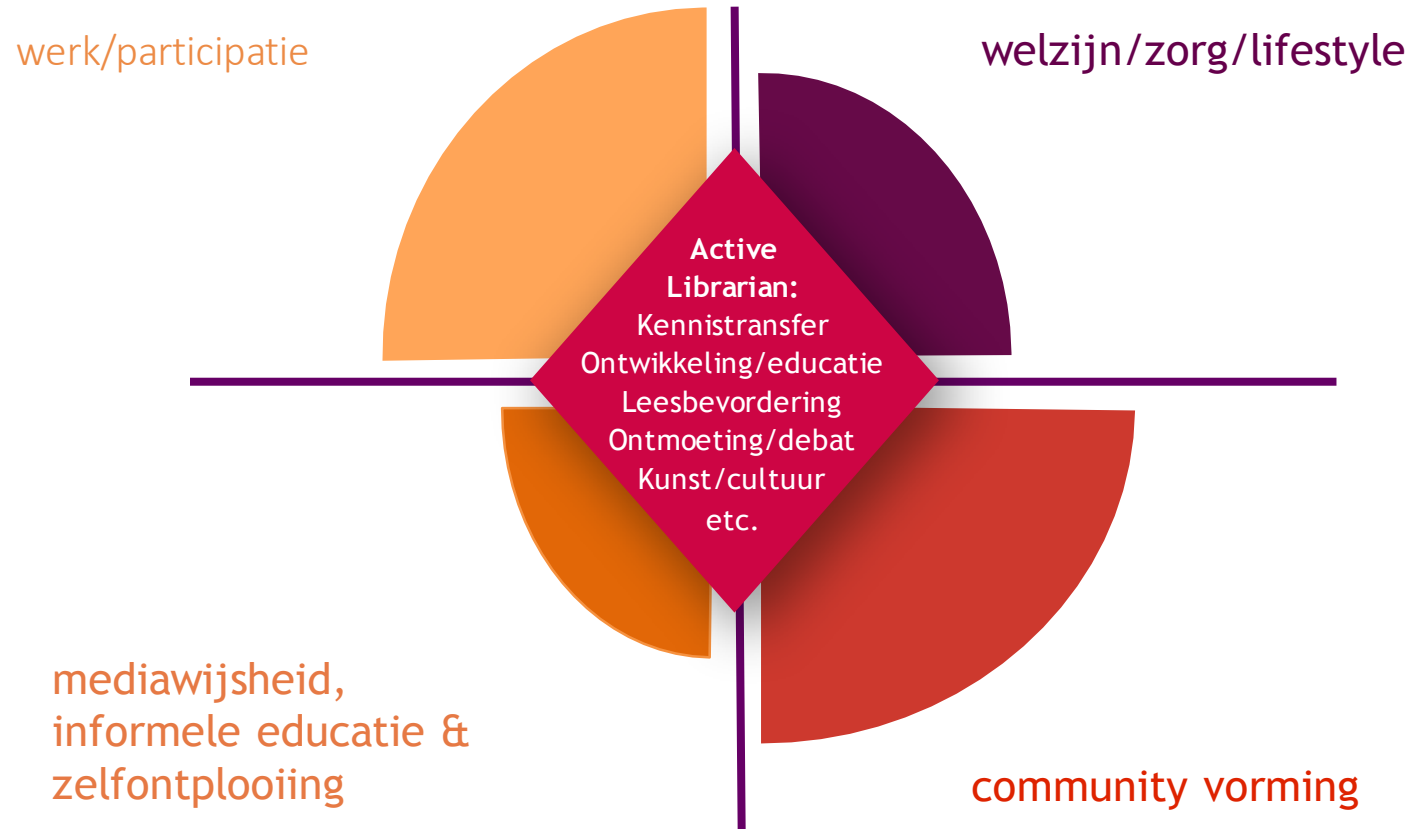 werk/participatie
welzijn/zorg/lifestyle
Active
Librarian:
Kennistransfer
Ontwikkeling/educatie
Leesbevordering
Ontmoeting/debat
Kunst/cultuur
etc.
mediawijsheid,
informele educatie &
zelfontplooiing
community vorming